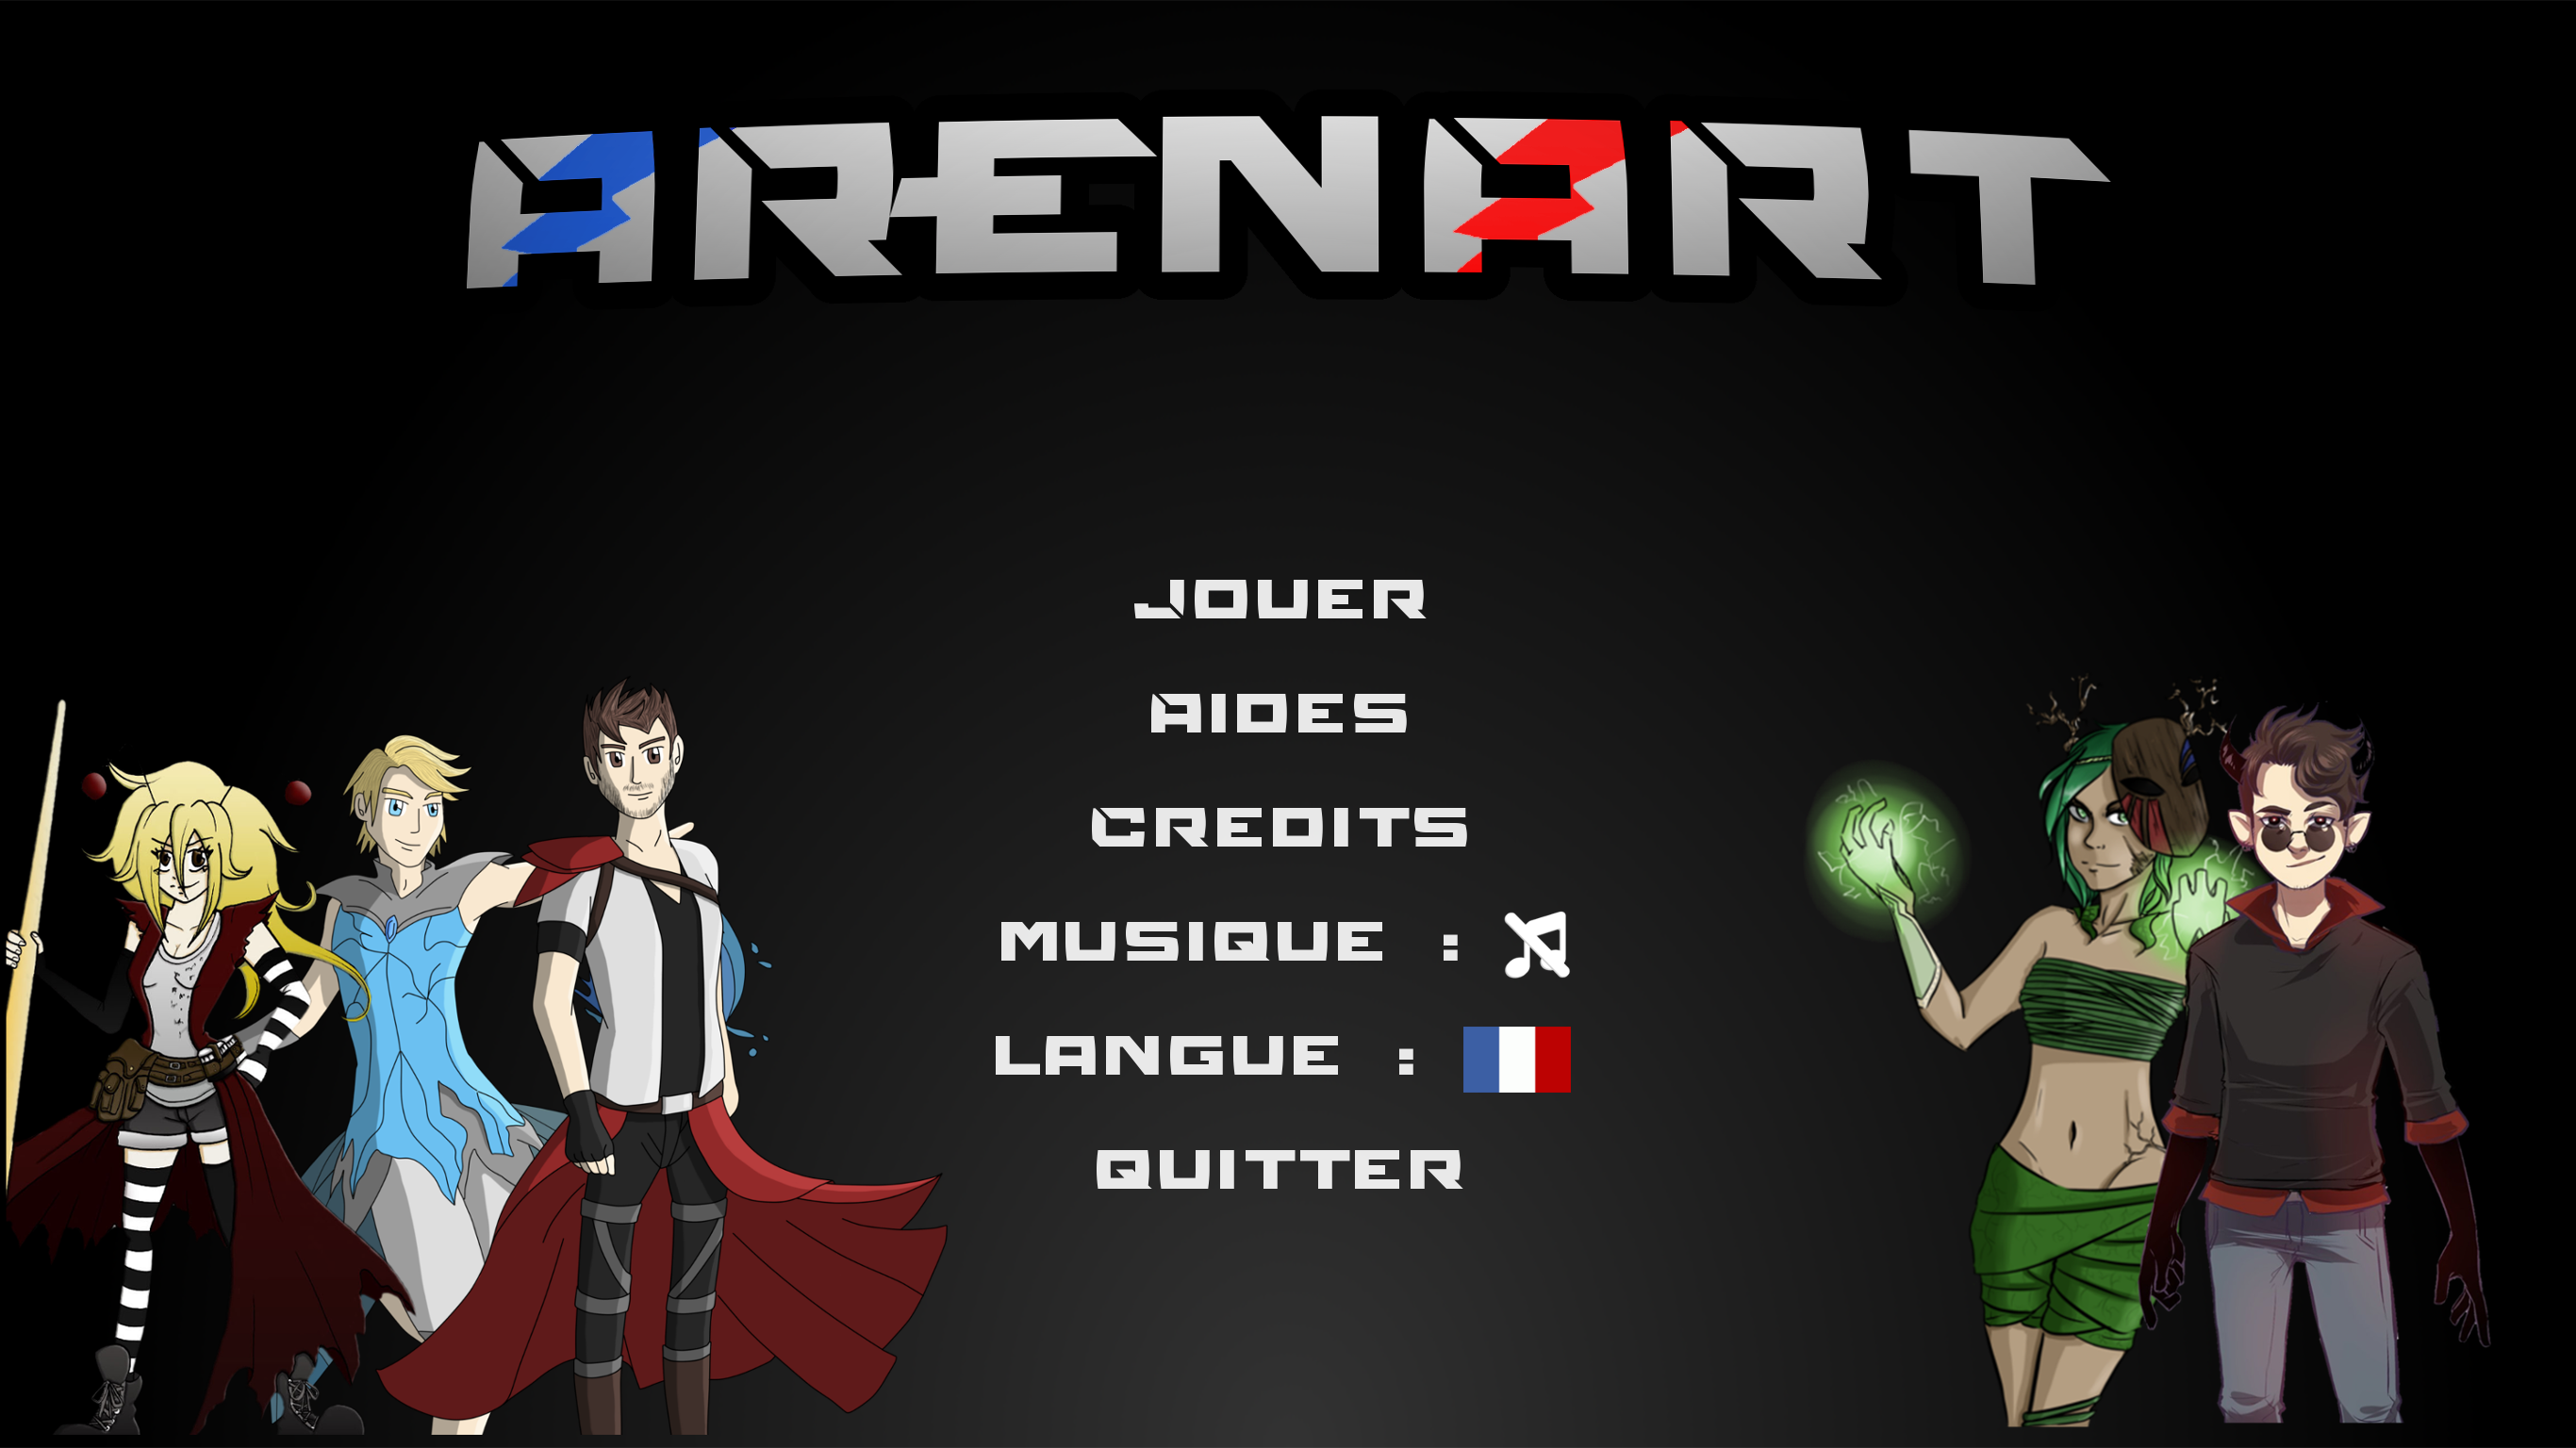 ARENART
JOUER
AIDES
CREDITS
MUSIQUE :
LANGUE :
QUITTER